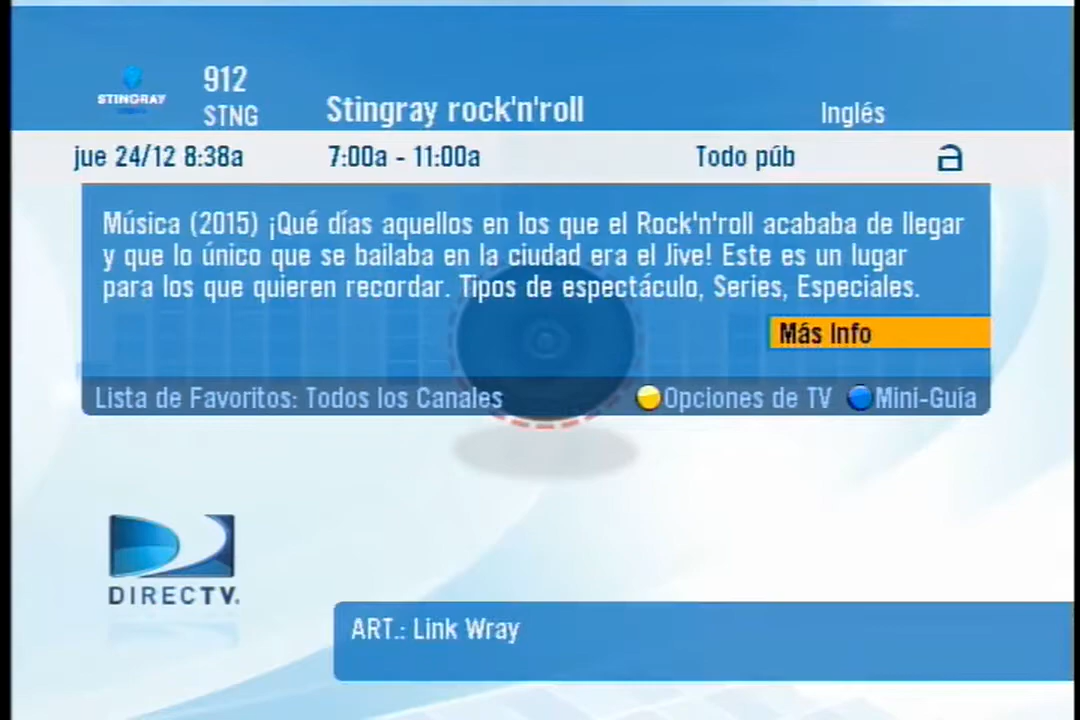 STINGRAY
912
STNG
Stingray rock'n'roll
Inglés
jue 24/12 8:38a
7:00a - 11:00a
Todo púb
Música (2015) ¡Qué días aquellos en los que el Rock'n'roll acababa de llegar
y que lo único que se bailaba en la ciudad era el Jive! Este es un lugar
para los que quieren recordar. Tipos de espectáculo, Series, Especiales.
Más Info
Lista de Favoritos: Todos los Canales
Opciones de TV
Mini-Guía
DIRECTV.
ART.: Link Wray